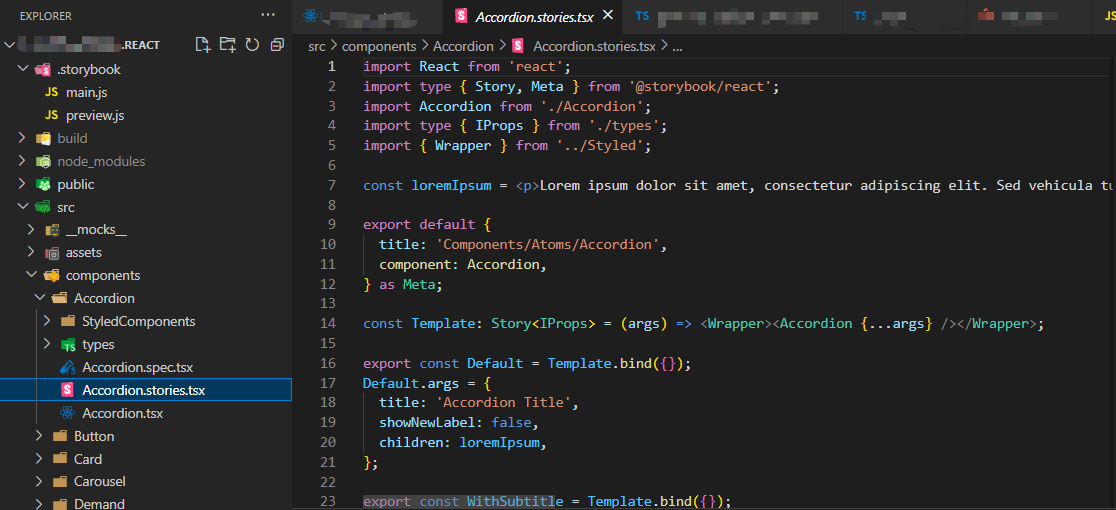 EXPLORER
.REACT
.storybook
JS main.js
JS preview.js
build
node_modules
public
src
__mocks__
assets
components
Accordion
StyledComponents
TS types
Accordion.spec.tsx
Accordion.stories.tsx
Accordion.tsx
Button
Card
Carousel
Demand
Accordion.stories.tsx
TS
TS
JS
src > components > Accordion > Accordion.stories.tsx > ...
1 import React from 'react';
2 import type { Story, Meta } from '@storybook/react';
3 import Accordion from './Accordion';
4 import type { IProps } from './types';
5 import { Wrapper } from '../Styled';
6
7 const loremIpsum = <p>Lorem ipsum dolor sit amet, consectetur adipiscing elit. Sed vehicula
8
9 export default {
10 title: 'Components/Atoms/Accordion',
11 component: Accordion,
12 } as Meta;
13
14 const Template: Story<IProps> = (args) => <Wrapper><Accordion {...args} /></Wrapper>;
15
16 export const Default = Template.bind({});
17 Default.args = {
18 title: 'Accordion Title',
19 showNewLabel: false,
20 children: loremIpsum,
21 };
22
23 export const WithSubtitle = Template.bind({});